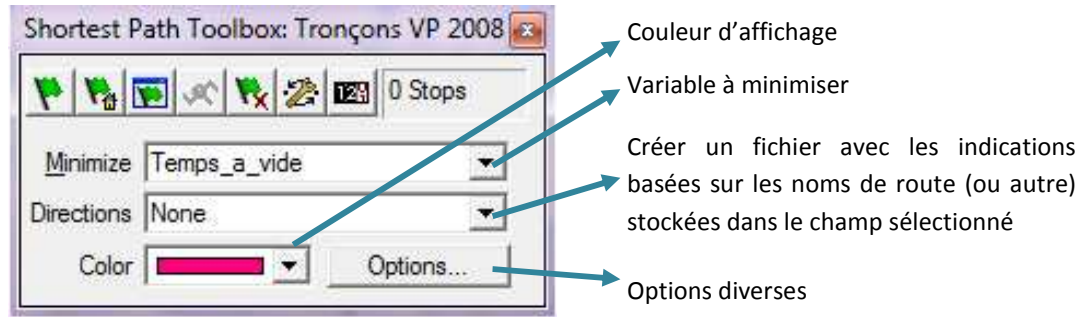 Shortest Path Toolbox: Tronçons VP 2008
0 Stops
Minimize Temps_a_vide
Directions None
Color Options...
Couleur d'affichage
Variable à minimiser
Créer un fichier avec les indications
basées sur les noms de route (ou autre)
stockées dans le champ sélectionné
Options diverses